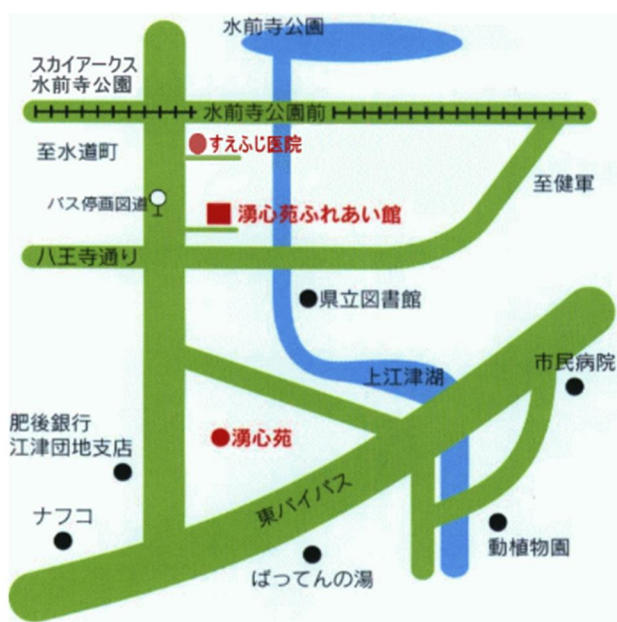 水前寺公園
スカイアークス
水前寺公園
水前寺公園前
すえふじ医院
至水道町
至健軍
バス停画図道
湧心苑ふれあい館
八王寺通り
県立図書館
市民病院
上江津湖
肥後銀行
江津団地支店
湧心苑
東バイパス
ナフコ
動植物園
ばってんの湯